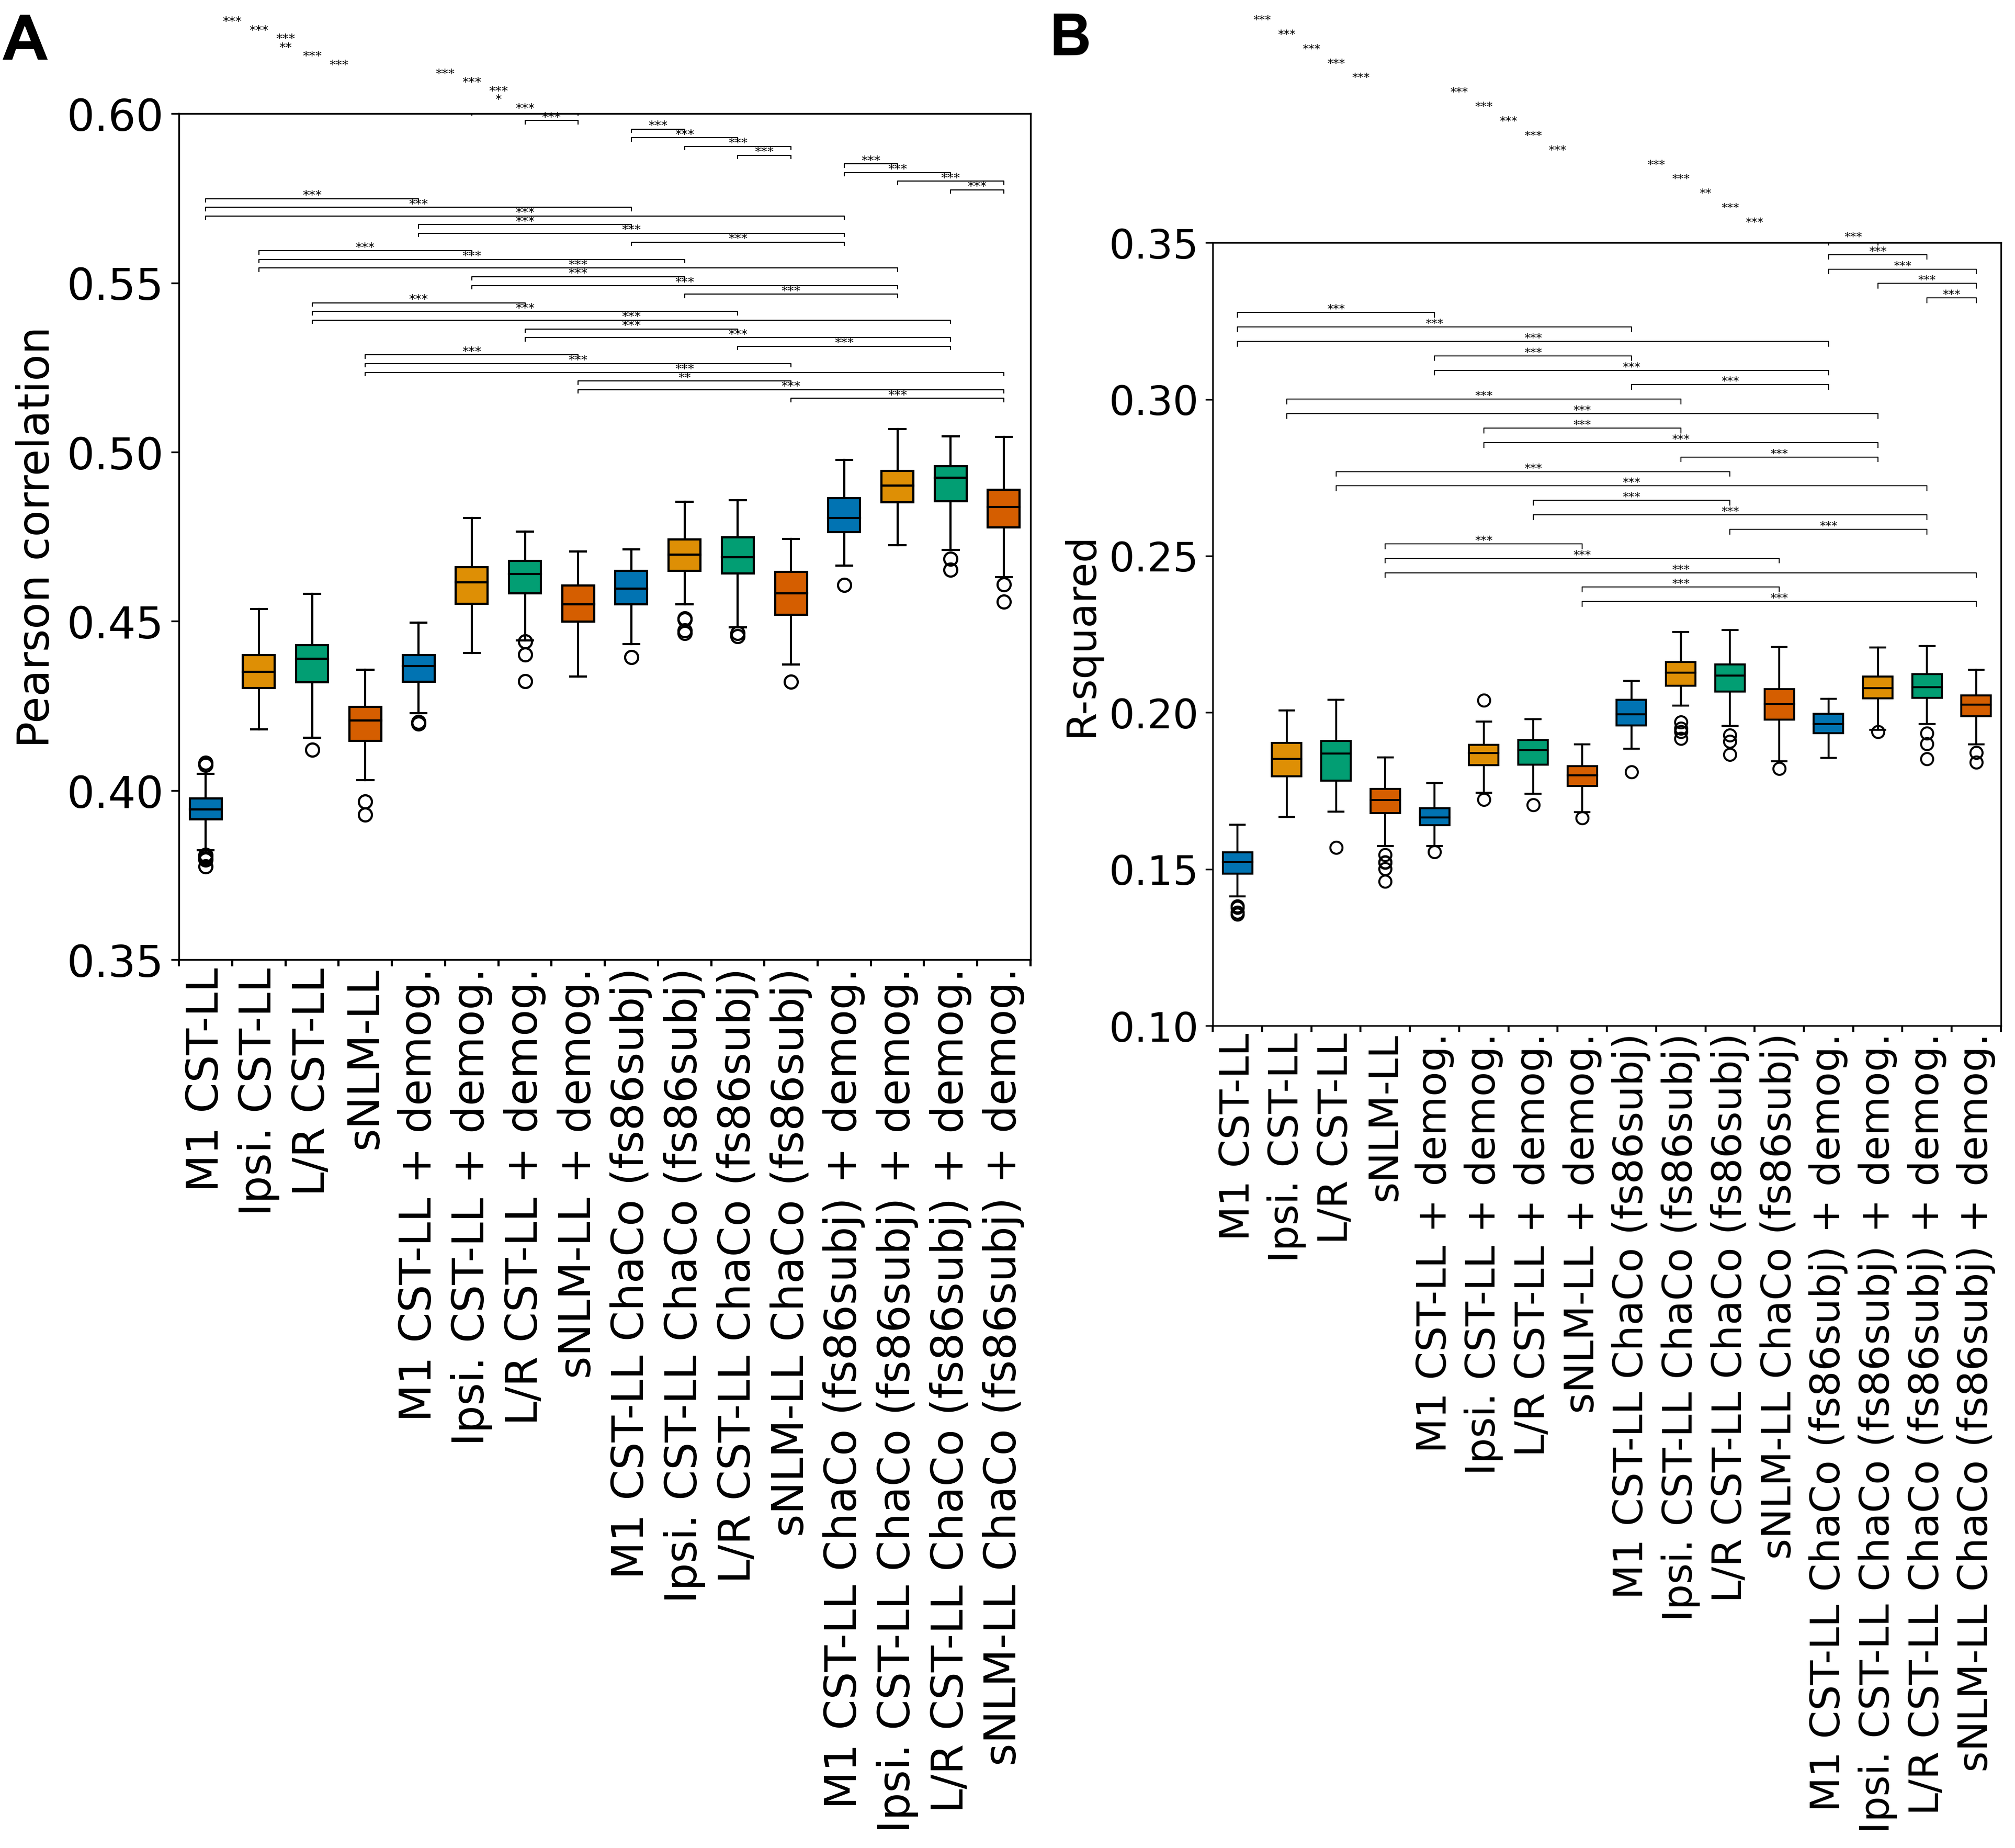 A
B
Pearson correlation
0.60
0.55
0.50
0.45
0.40
0.35
M1 CST-LL
Ipsi. CST-LL
L/R CST-LL
sNLM-LL
M1 CST-LL + demog.
Ipsi. CST-LL + demog.
L/R CST-LL + demog.
sNLM-LL + demog.
M1 CST-LL ChaCo (fs86subj)
Ipsi. CST-LL ChaCo (fs86subj)
L/R CST-LL ChaCo (fs86subj)
sNLM-LL ChaCo (fs86subj)
M1 CST-LL ChaCo (fs86subj) + demog.
Ipsi. CST-LL ChaCo (fs86subj) + demog.
L/R CST-LL ChaCo (fs86subj) + demog.
sNLM-LL ChaCo (fs86subj) + demog.
R-squared
0.35
0.30
0.25
0.20
0.15
0.10
M1 CST-LL
Ipsi. CST-LL
L/R CST-LL
sNLM-LL
M1 CST-LL + demog.
Ipsi. CST-LL + demog.
L/R CST-LL + demog.
sNLM-LL + demog.
M1 CST-LL ChaCo (fs86subj)
Ipsi. CST-LL ChaCo (fs86subj)
L/R CST-LL ChaCo (fs86subj)
sNLM-LL ChaCo (fs86subj)
M1 CST-LL ChaCo (fs86subj) + demog.
Ipsi. CST-LL ChaCo (fs86subj) + demog.
L/R CST-LL ChaCo (fs86subj) + demog.
sNLM-LL ChaCo (fs86subj) + demog.